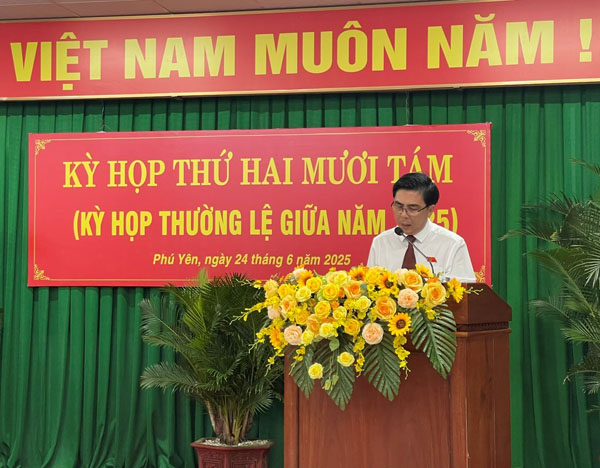 VIỆT NAM MUÔN NĂM !
KỲ HỌP THỨ HAI MƯƠI TÁM
(KỲ HỌP THƯỜNG LỆ GIỮA NĂM 25)
Phú Yên, ngày 24 tháng 6 năm 2025